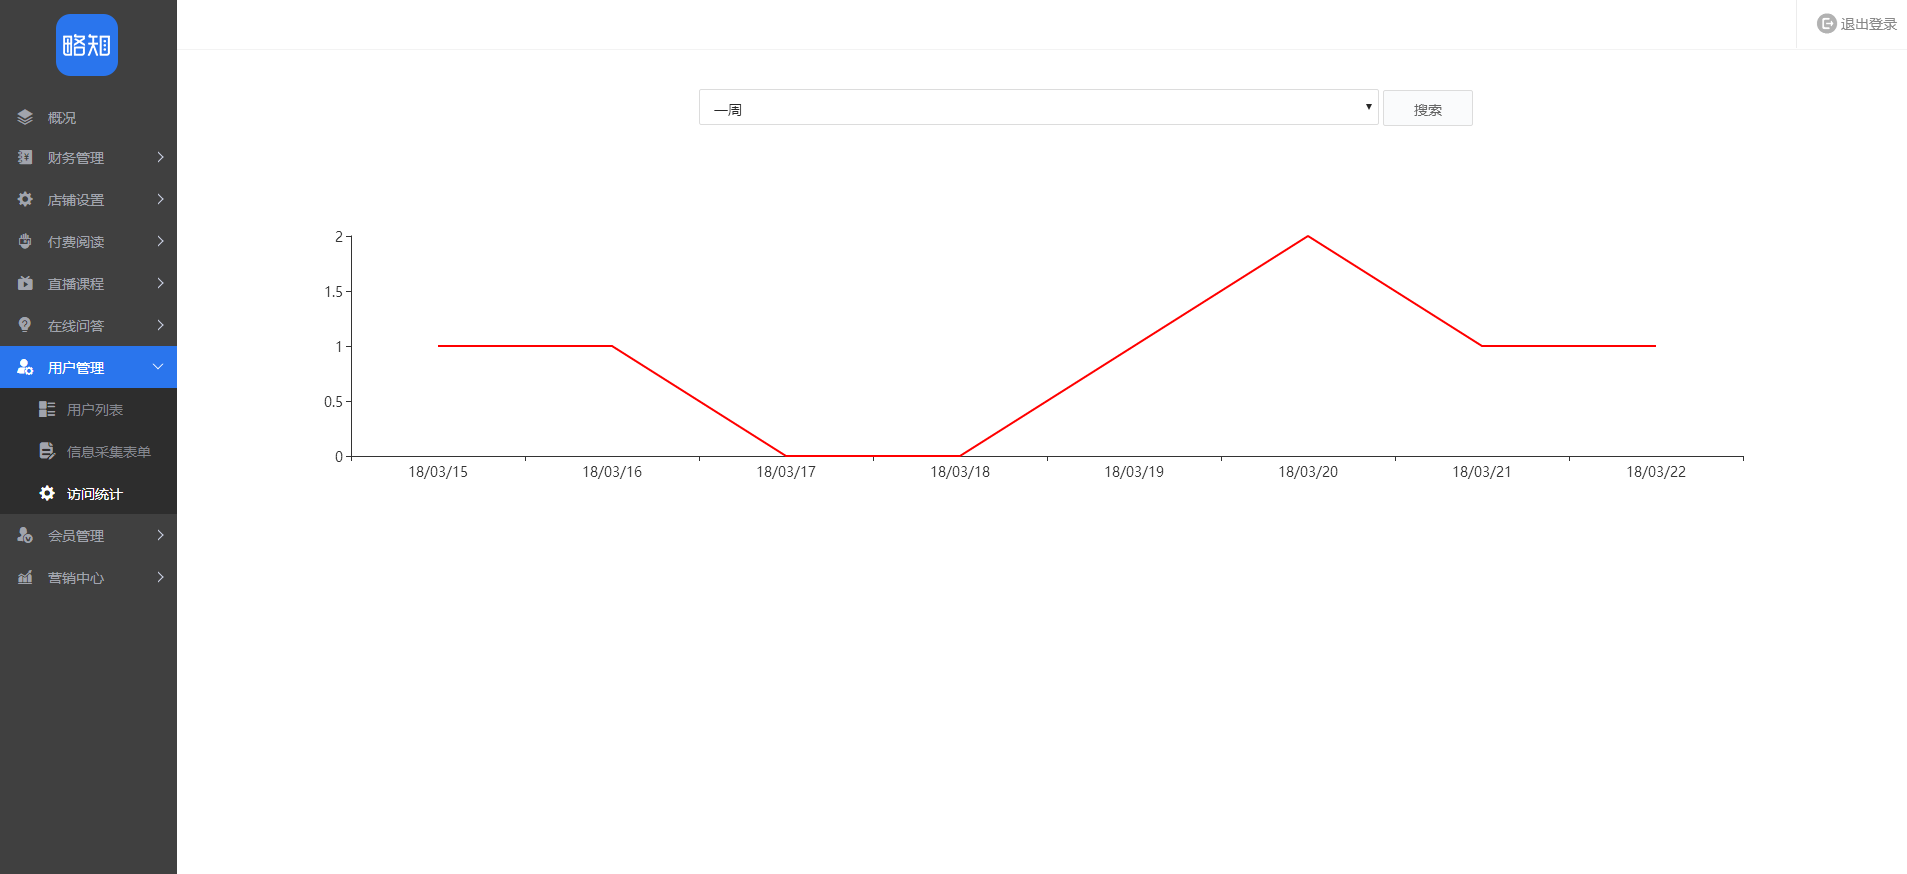 略知
退出登录
概况
财务管理
店铺设置
付费阅读
直播课程
在线问答
用户管理
用户列表
信息采集表单
访问统计
会员管理
营销中心
一周
搜索
2
1.5
1
0.5
0
18/03/15 18/03/16 18/03/17 18/03/18 18/03/19 18/03/20 18/03/21 18/03/22